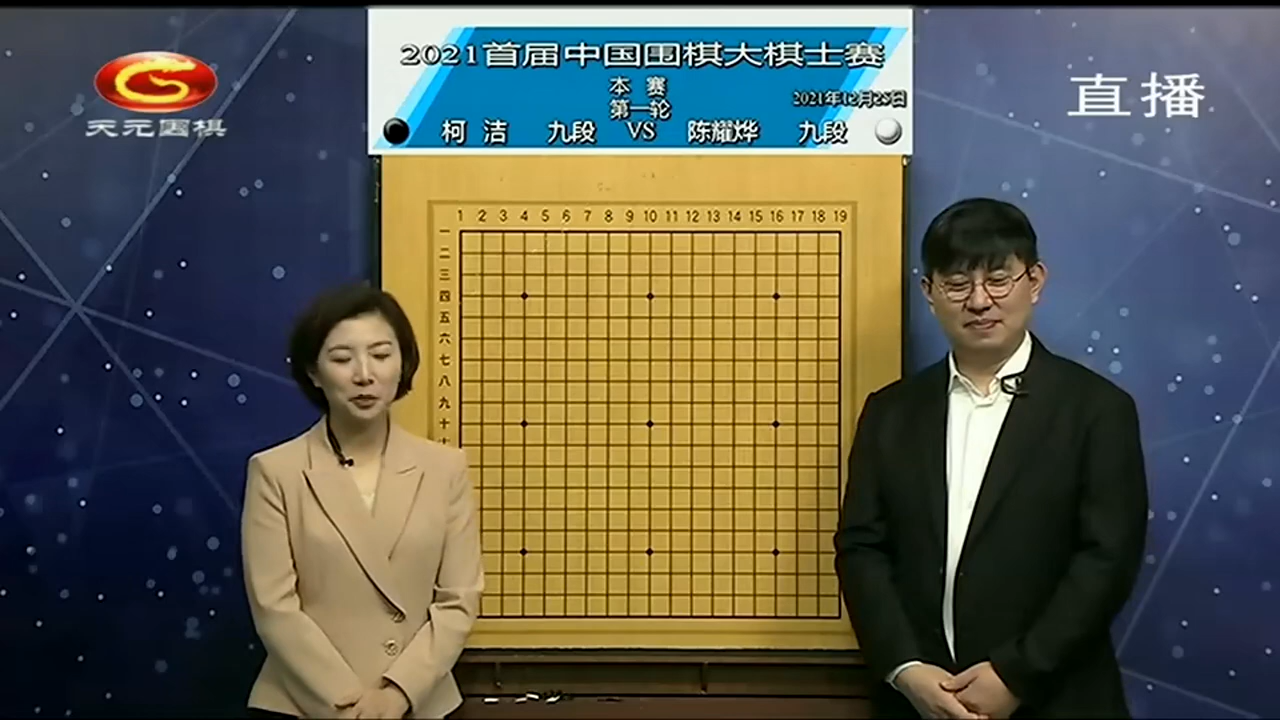 2021首届中国围棋大棋士赛
本 赛
2021年12月25日
第一轮
柯 洁 九段 VS 陈耀烨 九段
天元围棋
直播
1 2 3 4 5 6 7 8 9 10 11 12 13 14 15 16 17 18 19
一
二
三
四
五
六
七
八
九
十